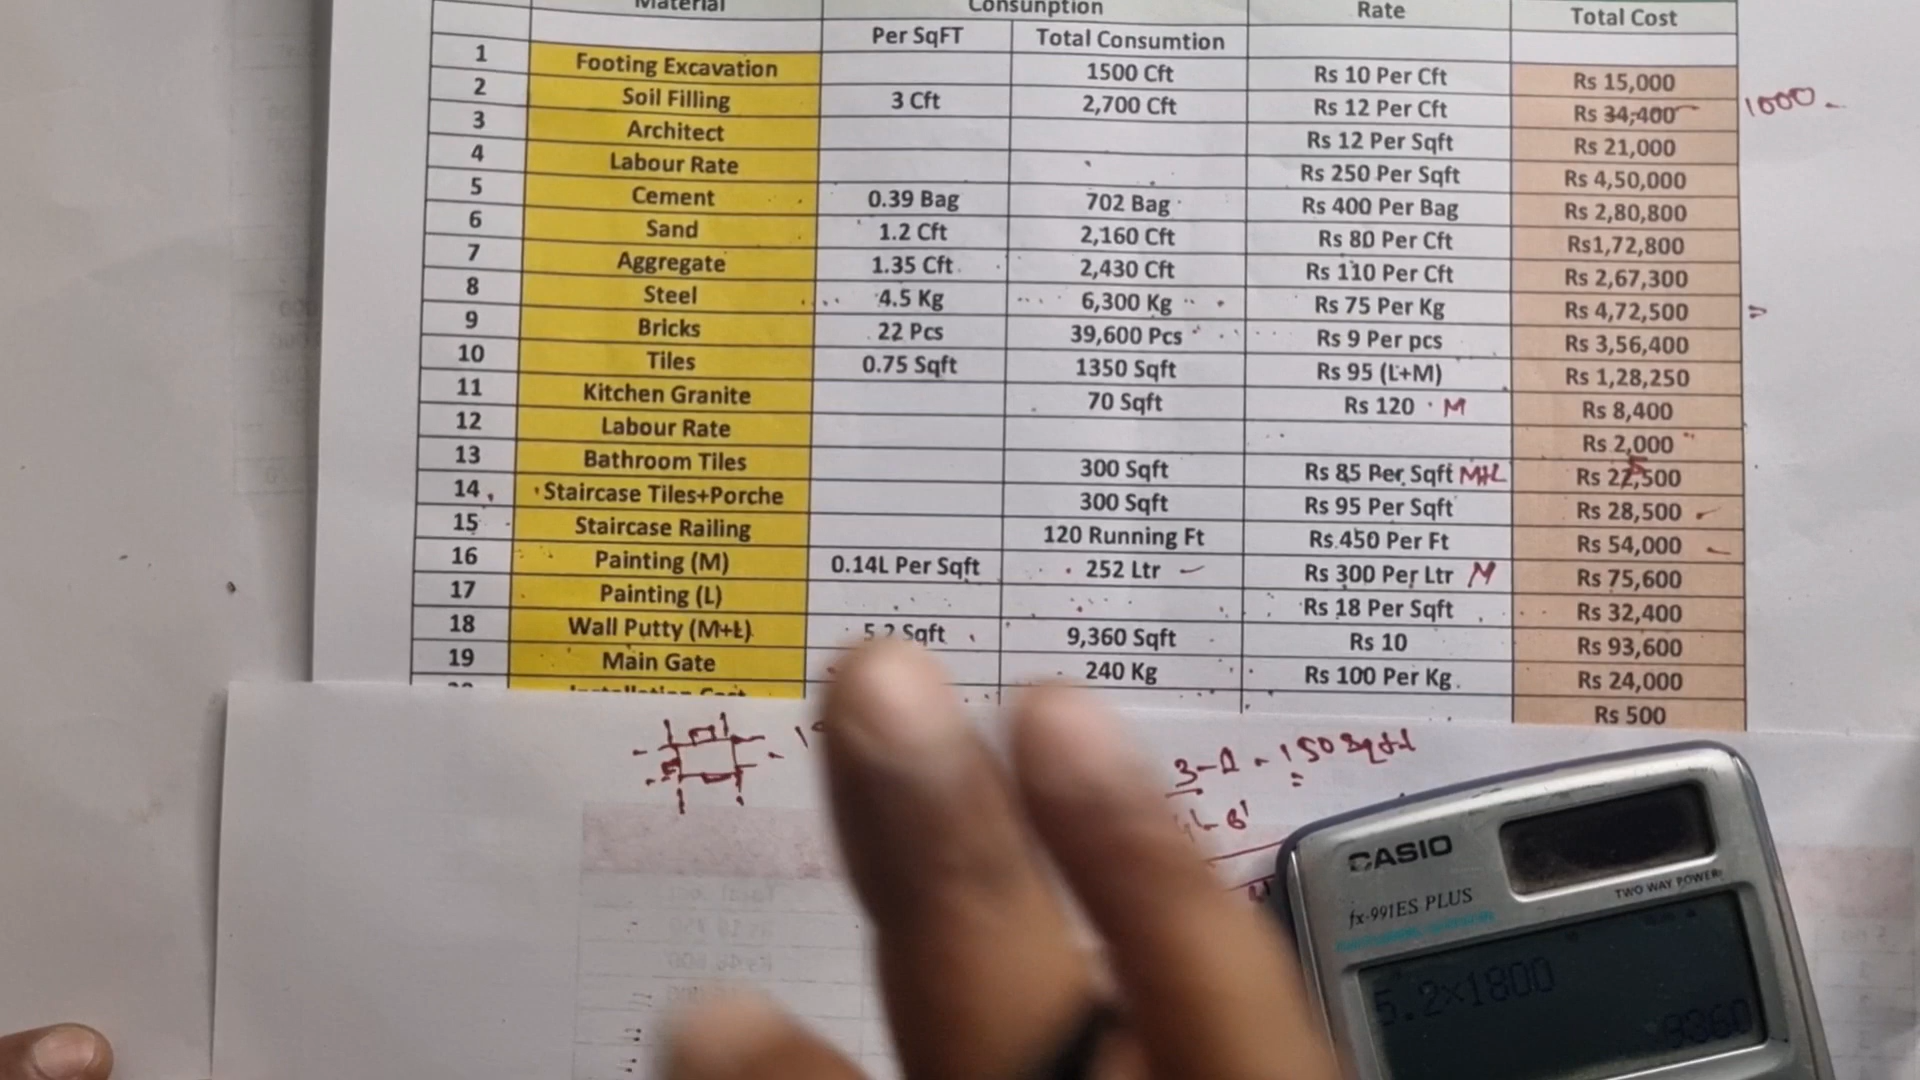 Material Consunption Rate Total Cost
Per SqFT Total Consumtion
1 Footing Excavation 1500 Cft Rs 10 Per Cft Rs 15,000
2 Soil Filling 3 Cft 2,700 Cft Rs 12 Per Cft Rs 34,400 1000
3 Architect Rs 12 Per Sqft Rs 21,000
4 Labour Rate Rs 250 Per Sqft Rs 4,50,000
5 Cement 0.39 Bag 702 Bag Rs 400 Per Bag Rs 2,80,800
6 Sand 1.2 Cft 2,160 Cft Rs 80 Per Cft Rs1,72,800
7 Aggregate 1.35 Cft 2,430 Cft Rs 110 Per Cft Rs 2,67,300
8 Steel 4.5 Kg 6,300 Kg Rs 75 Per Kg Rs 4,72,500
9 Bricks 22 Pcs 39,600 Pcs Rs 9 Per pcs Rs 3,56,400
10 Tiles 0.75 Sqft 1350 Sqft Rs 95 (L+M) Rs 1,28,250
11 Kitchen Granite 70 Sqft Rs 120 M Rs 8,400
12 Labour Rate Rs 2,000
13 Bathroom Tiles 300 Sqft Rs 85 Per Sqft M+L Rs 22,500 5
14 Staircase Tiles+Porche 300 Sqft Rs 95 Per Sqft Rs 28,500
15 Staircase Railing 120 Running Ft Rs.450 Per Ft Rs 54,000
16 Painting (M) 0.14L Per Sqft 252 Ltr Rs 300 Per Ltr M Rs 75,600
17 Painting (L) Rs 18 Per Sqft Rs 32,400
18 Wall Putty (M+L) 5.2 Sqft 9,360 Sqft Rs 10 Rs 93,600
19 Main Gate 240 Kg Rs 100 Per Kg Rs 24,000
Rs 500
150 Sqft
CASIO
fx-991ES PLUS
TWO WAY POWER
5.2×1800
9360